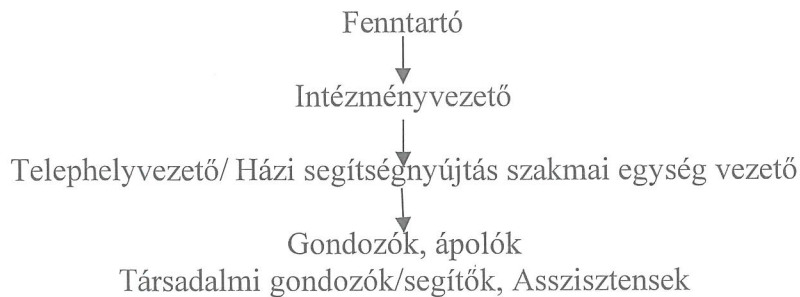 Fenntartó
Intézményvezető
Telephelyvezető/ Házi segítségnyújtás szakmai egység vezető
Gondozók, ápolók
Társadalmi gondozók/segítők, Asszisztensek